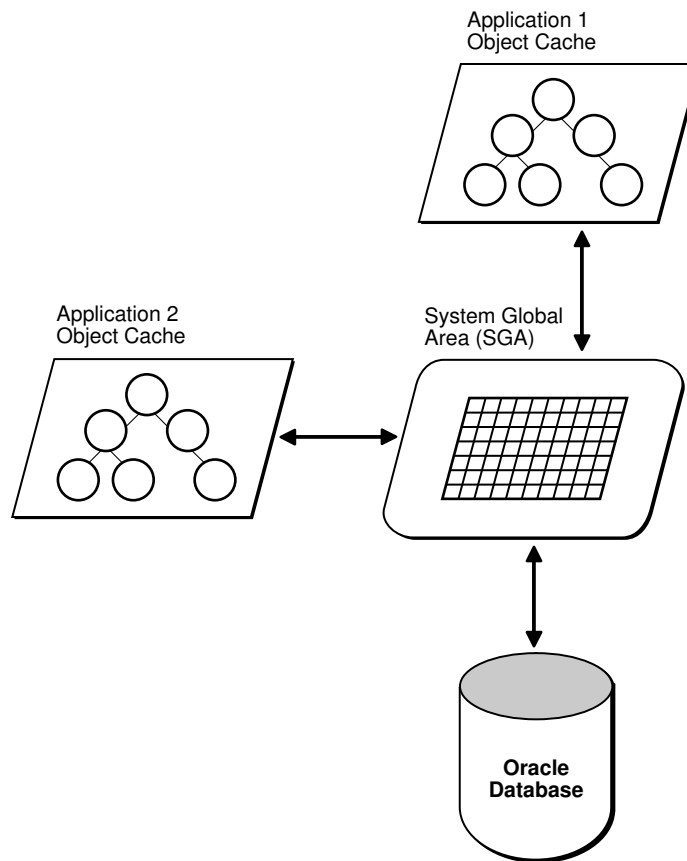 Application 1
Object Cache
Application 2
Object Cache
System Global
Area (SGA)
Oracle
Database